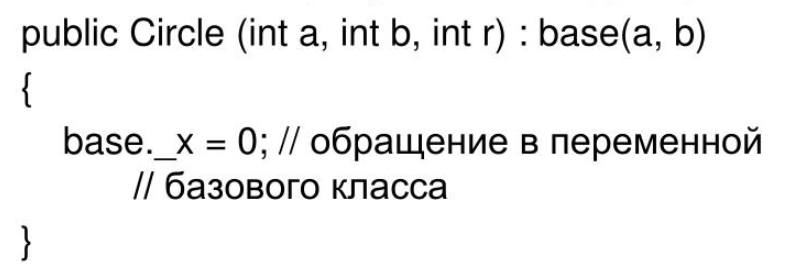 public Circle (int a, int b, int r) : base(a, b)
{
base._x = 0; // обращение в переменной
// базового класса
}